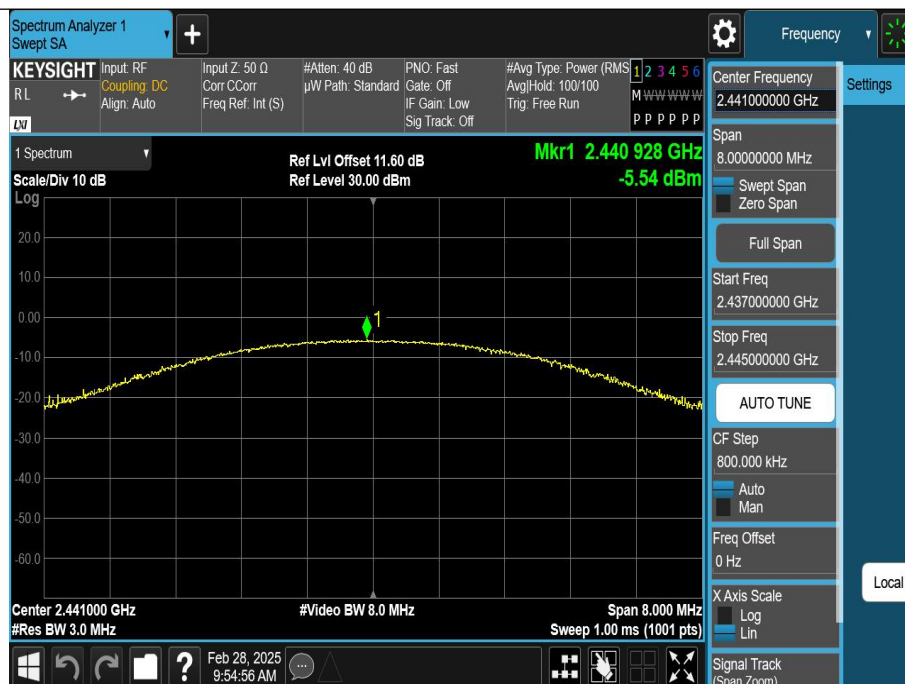 Spectrum Analyzer 1
Swept SA
Frequency
KEYSIGHT
RL
LXI
Input: RF
Coupling: DC
Align: Auto
Input Z: 50 Ω
Corr CCorr
Freq Ref: Int (S)
#Atten: 40 dB
µW Path: Standard
PNO: Fast
Gate: Off
IF Gain: Low
Sig Track: Off
#Avg Type: Power (RMS
Avg|Hold: 100/100
Trig: Free Run
1 2 3 4 5 6
M W W W W W
P P P P P P
Center Frequency
2.441000000 GHz
Settings
Span
8.00000000 MHz
Swept Span
Zero Span
Full Span
Start Freq
2.437000000 GHz
Stop Freq
2.445000000 GHz
AUTO TUNE
CF Step
800.000 kHz
Auto
Man
Freq Offset
0 Hz
X Axis Scale
Log
Lin
Signal Track
(Span Zoom)
Local
1 Spectrum
Scale/Div 10 dB
Log
Ref Lvl Offset 11.60 dB
Ref Level 30.00 dBm
Mkr1 2.440 928 GHz
-5.54 dBm
20.0
10.0
0.00
-10.0
-20.0
-30.0
-40.0
-50.0
-60.0
1
Center 2.441000 GHz
#Res BW 3.0 MHz
#Video BW 8.0 MHz
Span 8.000 MHz
Sweep 1.00 ms (1001 pts)
?
Feb 28, 2025
9:54:56 AM